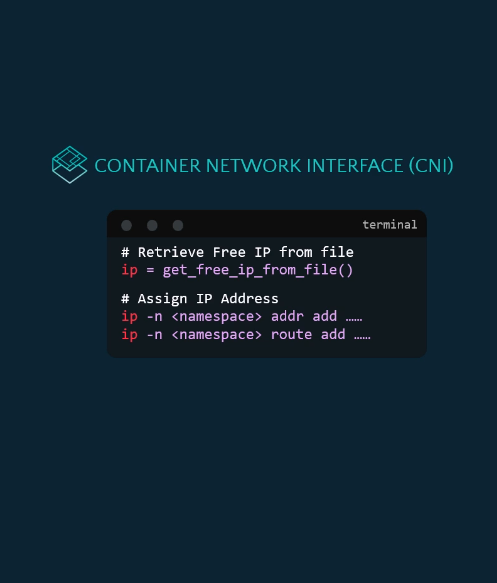 CONTAINER NETWORK INTERFACE (CNI)
terminal
# Retrieve Free IP from file
ip = get_free_ip_from_file()
# Assign IP Address
ip -n <namespace> addr add ……
ip -n <namespace> route add ……